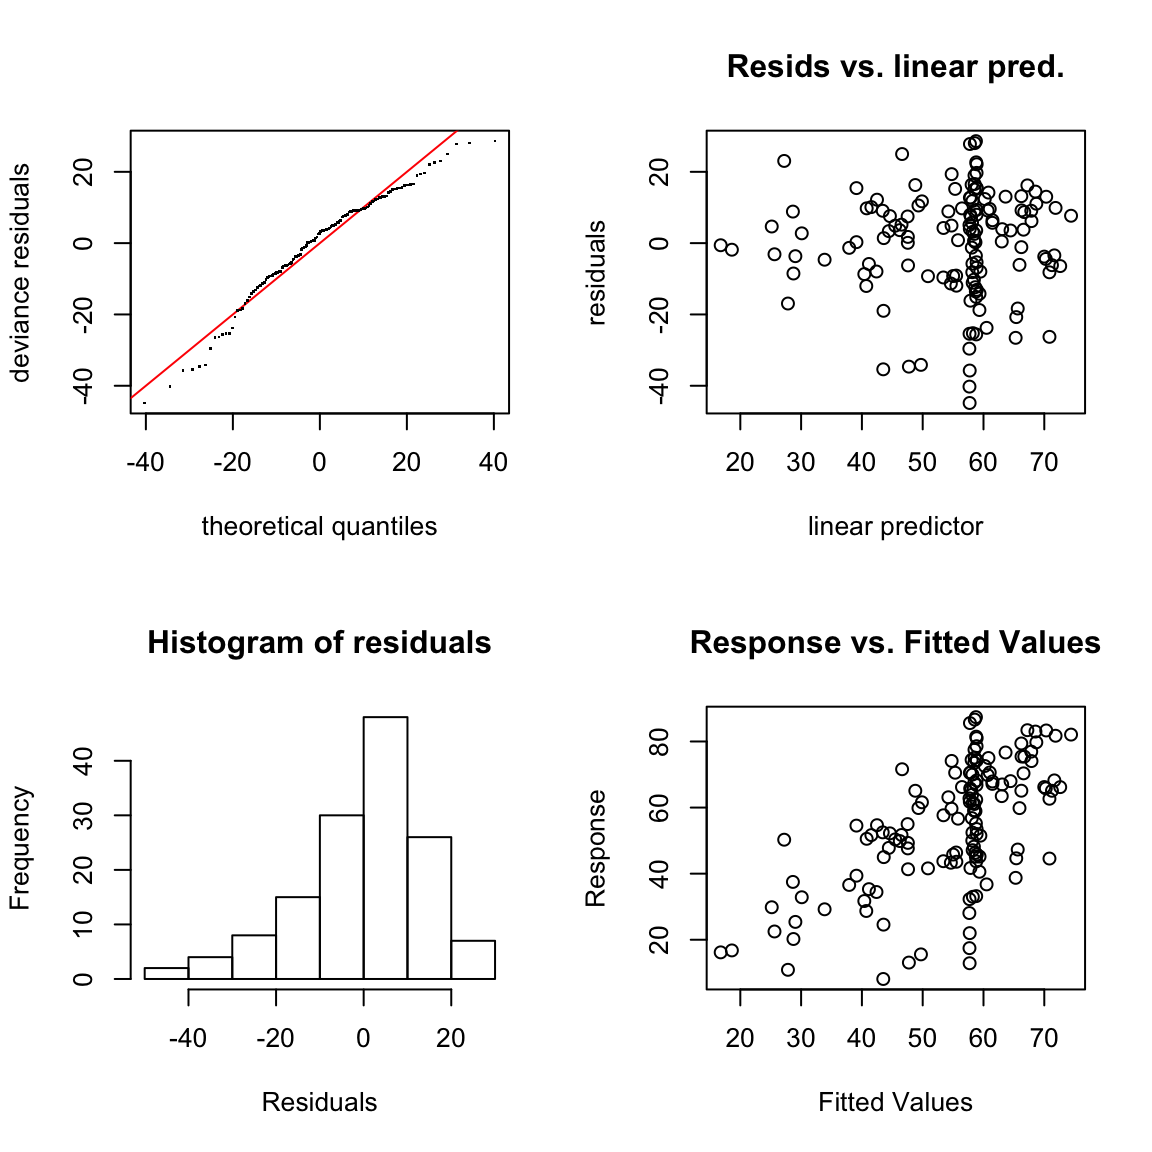 deviance residuals
20
0
-20
-40
-40 -20 0 20 40
theoretical quantiles
Resids vs. linear pred.
residuals
20
0
-20
-40
20 30 40 50 60 70
linear predictor
Histogram of residuals
Frequency
40
30
20
10
0
-40 -20 0 20
Residuals
Response vs. Fitted Values
Response
80
60
40
20
20 30 40 50 60 70
Fitted Values